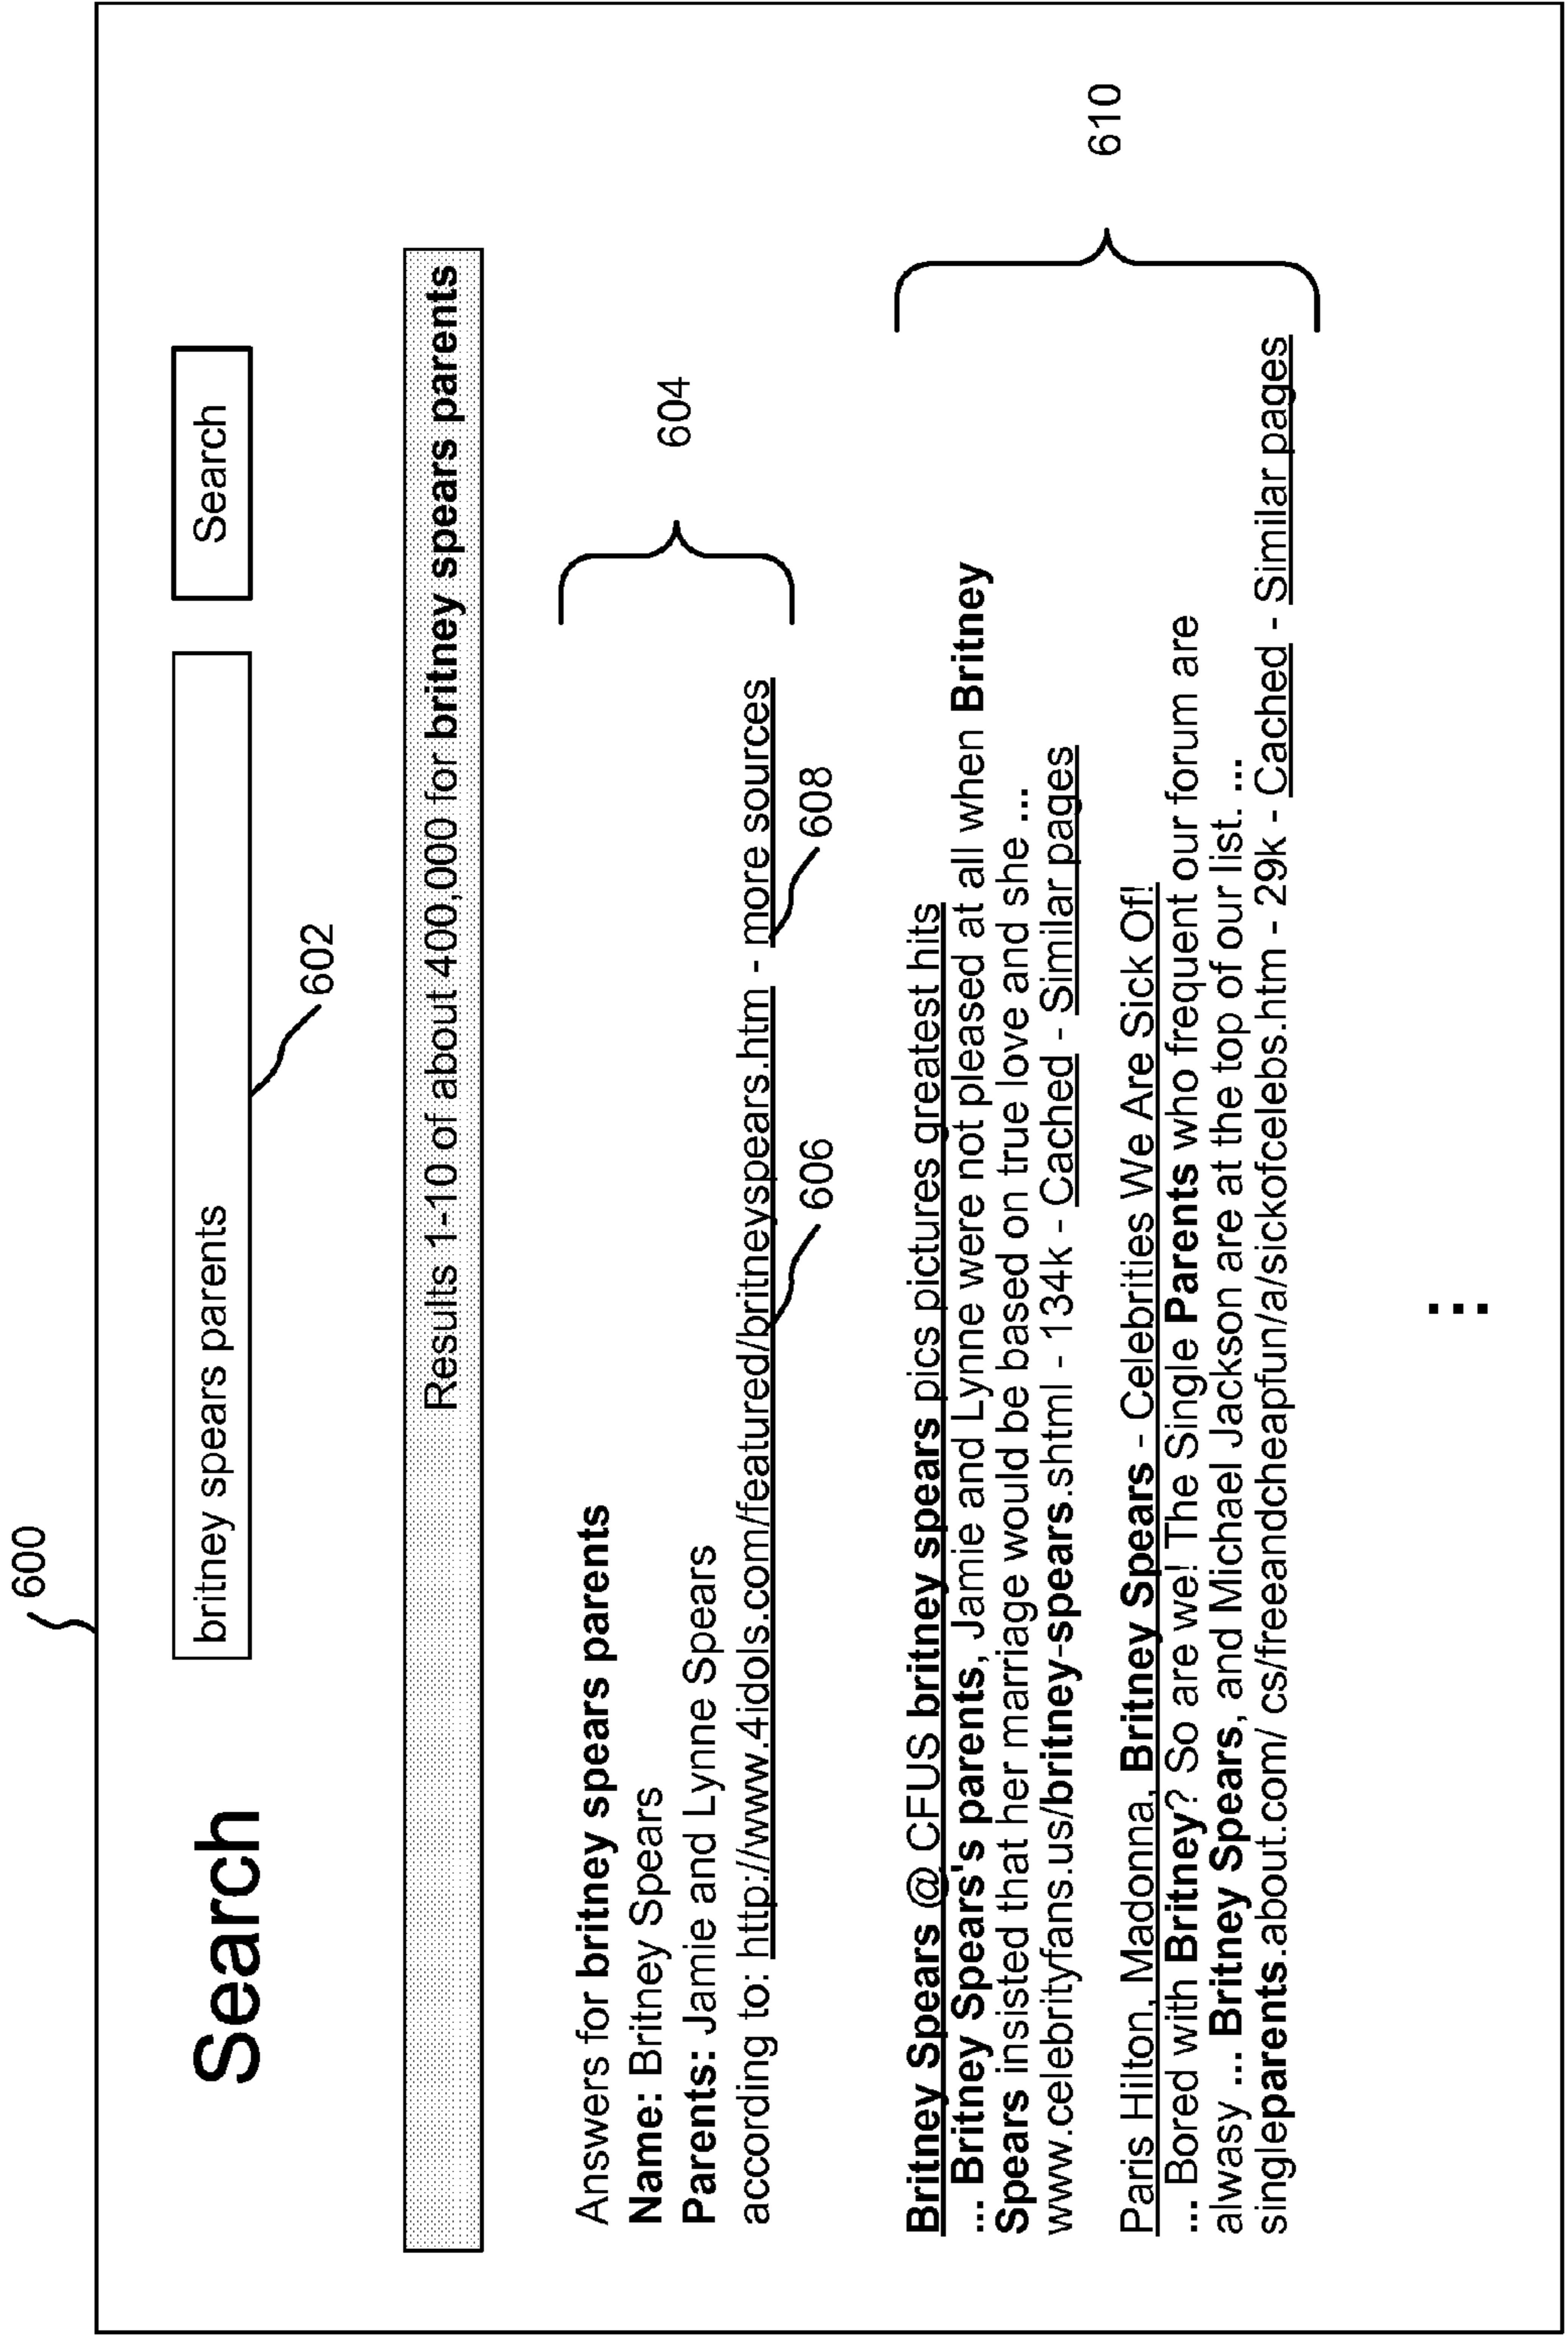 600
Search
britney spears parents
Search
602
Results 1-10 of about 400,000 for britney spears parents
Answers for britney spears parents
Name: Britney Spears
Parents: Jamie and Lynne Spears
according to: http://www.4idols.com/featured/britneyspears.htm - more sources
604
606
608
Britney Spears @ CFUS britney spears pics pictures greatest hits
... Britney Spears's parents, Jamie and Lynne were not pleased at all when Britney
Spears insisted that her marriage would be based on true love and she ...
www.celebrityfans.us/britney-spears.shtml - 134k - Cached - Similar pages
Paris Hilton, Madonna, Britney Spears - Celebrities We Are Sick Of!
... Bored with Britney? So are we! The Single Parents who frequent our forum are
alwasy ... Britney Spears, and Michael Jackson are at the top of our list. ...
singleparents.about.com/ cs/freeandcheapfun/a/sickofcelebs.htm - 29k - Cached - Similar pages
610
...